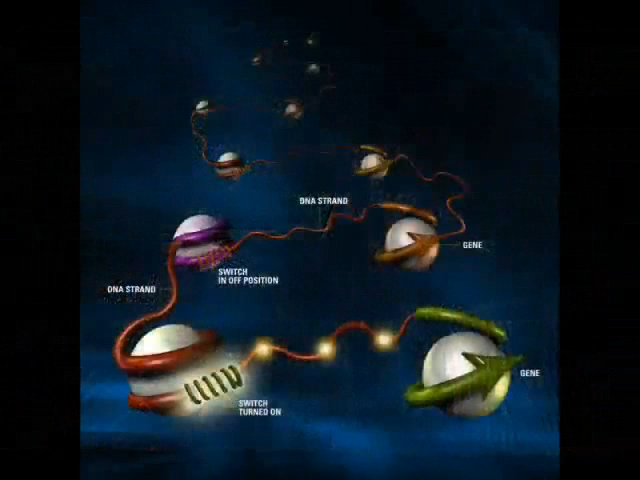 DNA STRAND
GENE
SWITCH
IN OFF POSITION
DNA STRAND
GENE
SWITCH
TURNED ON